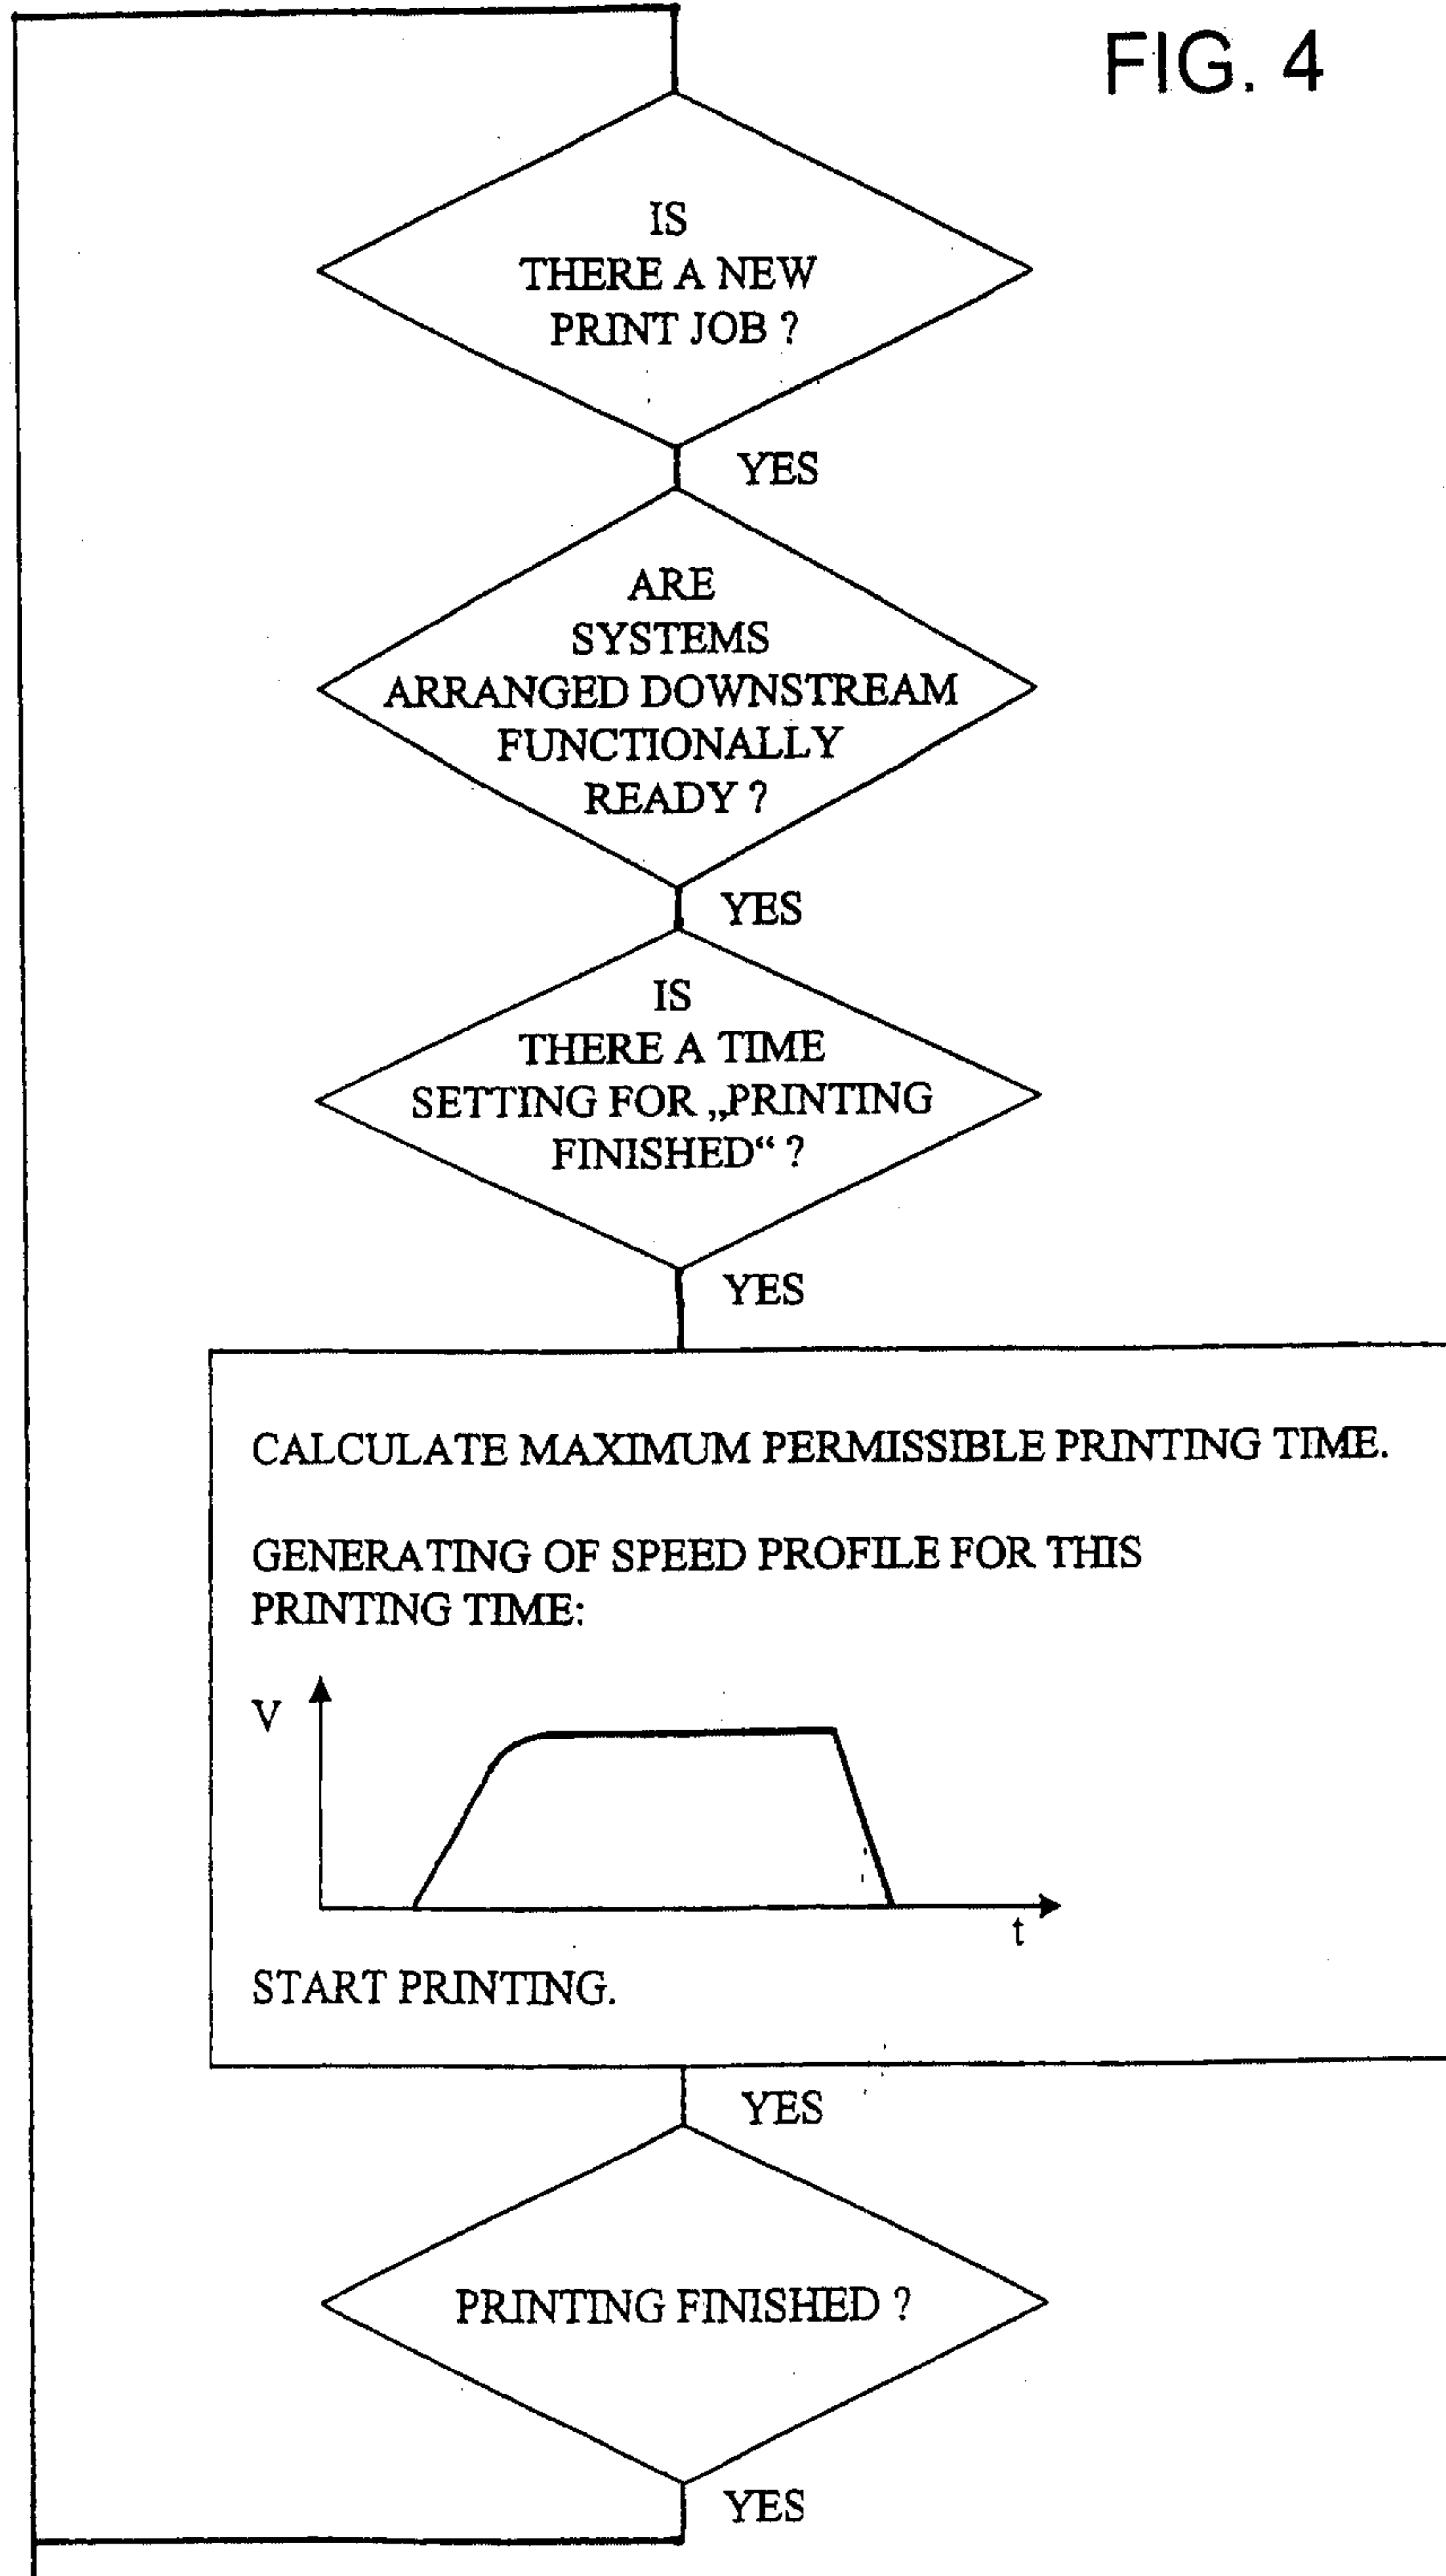 FIG. 4
IS
THERE A NEW
PRINT JOB ?
YES
ARE
SYSTEMS
ARRANGED DOWNSTREAM
FUNCTIONALLY
READY ?
YES
IS
THERE A TIME
SETTING FOR „PRINTING
FINISHED“ ?
YES
CALCULATE MAXIMUM PERMISSIBLE PRINTING TIME.
GENERATING OF SPEED PROFILE FOR THIS
PRINTING TIME:
V
t
START PRINTING.
YES
PRINTING FINISHED ?
YES